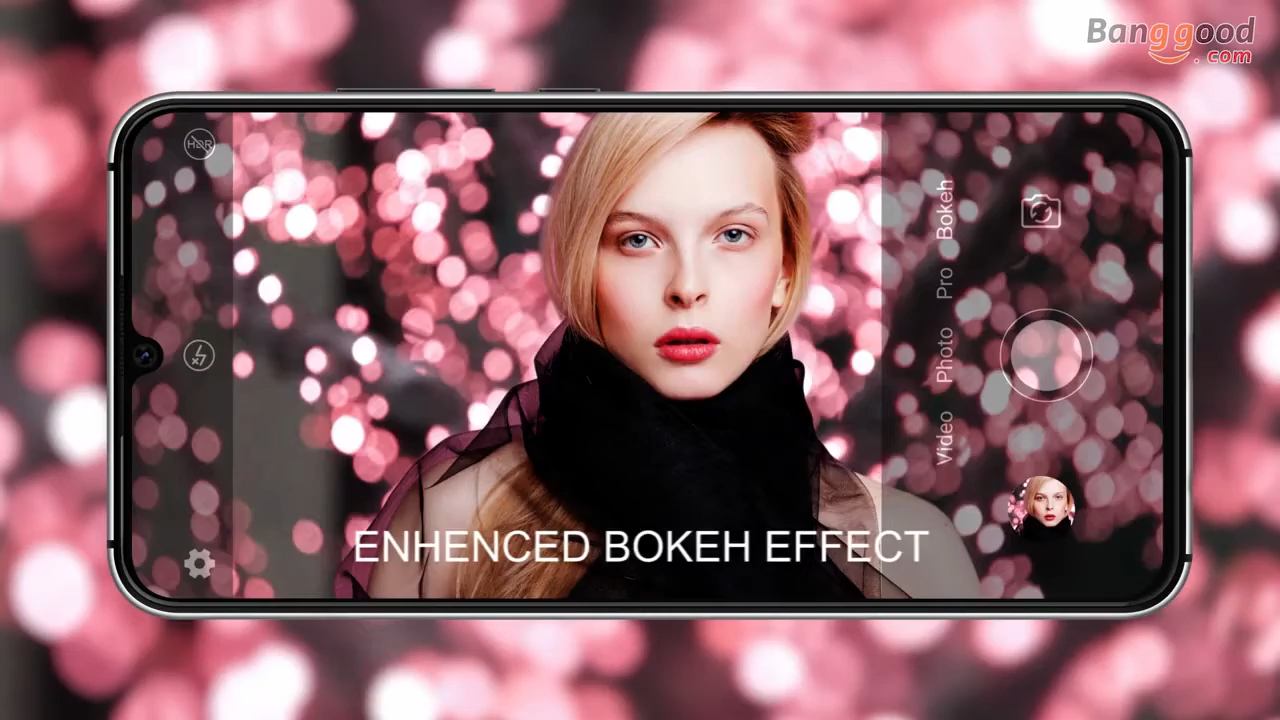 Banggood
.com
HDR
Bokeh
Pro
Photo
Video
ENHENCED BOKEH EFFECT